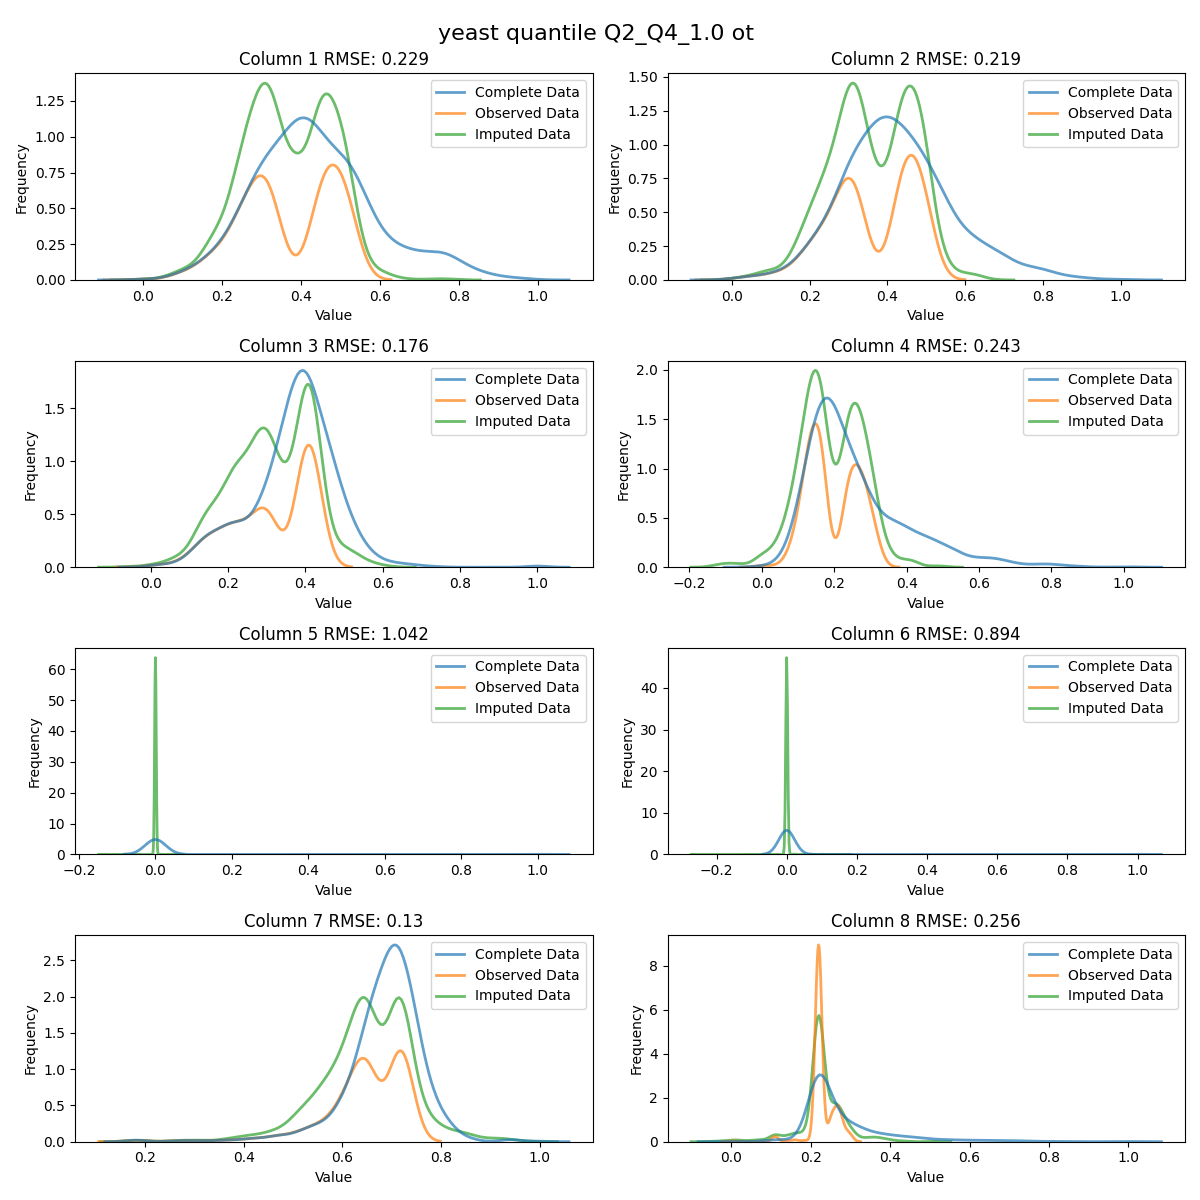 yeast quantile Q2_Q4_1.0 ot
Column 1 RMSE: 0.229
Frequency
1.25
1.00
0.75
0.50
0.25
0.00
Complete Data
Observed Data
Imputed Data
0.0 0.2 0.4 0.6 0.8 1.0
Value
Column 2 RMSE: 0.219
Frequency
1.50
1.25
1.00
0.75
0.50
0.25
0.00
Complete Data
Observed Data
Imputed Data
0.0 0.2 0.4 0.6 0.8 1.0
Value
Column 3 RMSE: 0.176
Frequency
1.5
1.0
0.5
0.0
Complete Data
Observed Data
Imputed Data
0.0 0.2 0.4 0.6 0.8 1.0
Value
Column 4 RMSE: 0.243
Frequency
2.0
1.5
1.0
0.5
0.0
Complete Data
Observed Data
Imputed Data
−0.2 0.0 0.2 0.4 0.6 0.8 1.0
Value
Column 5 RMSE: 1.042
Frequency
60
50
40
30
20
10
0
Complete Data
Observed Data
Imputed Data
−0.2 0.0 0.2 0.4 0.6 0.8 1.0
Value
Column 6 RMSE: 0.894
Frequency
40
30
20
10
0
Complete Data
Observed Data
Imputed Data
−0.2 0.0 0.2 0.4 0.6 0.8 1.0
Value
Column 7 RMSE: 0.13
Frequency
2.5
2.0
1.5
1.0
0.5
0.0
Complete Data
Observed Data
Imputed Data
0.2 0.4 0.6 0.8 1.0
Value
Column 8 RMSE: 0.256
Frequency
8
6
4
2
0
Complete Data
Observed Data
Imputed Data
0.0 0.2 0.4 0.6 0.8 1.0
Value